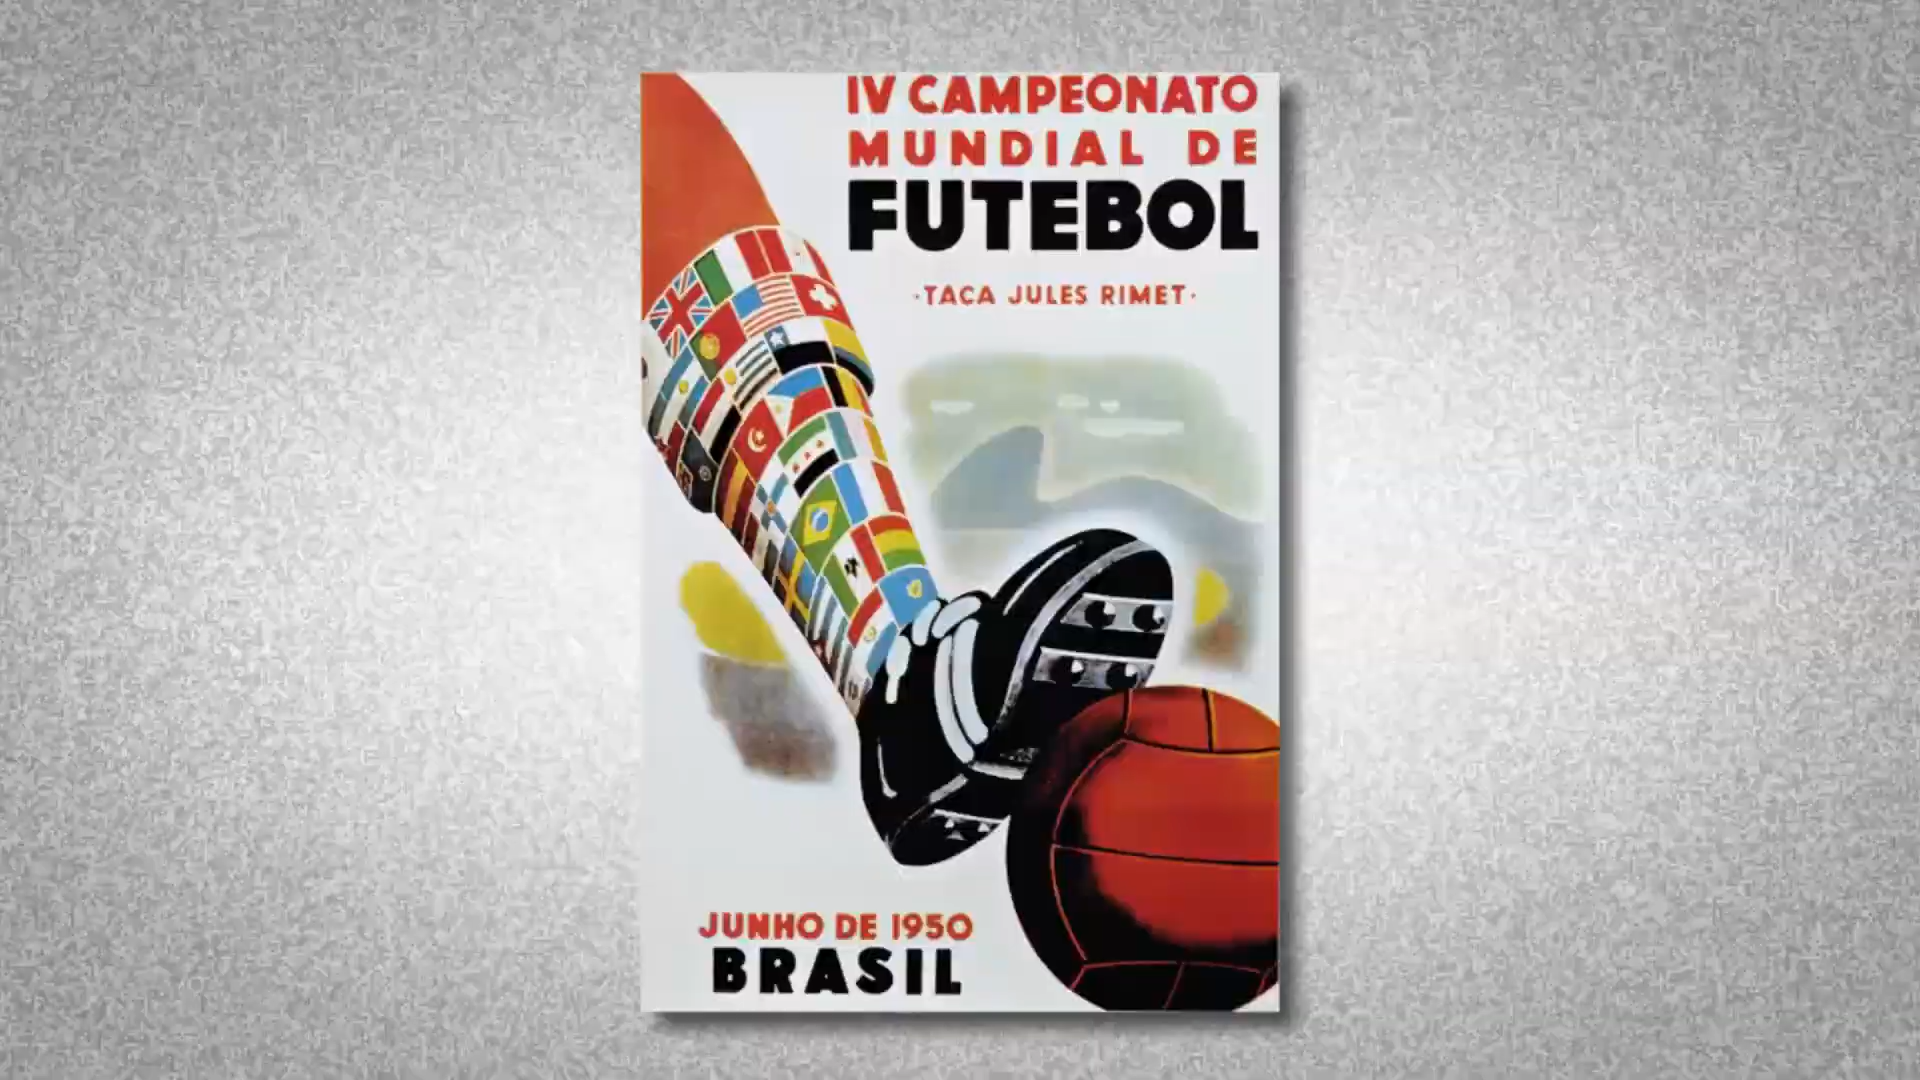 IV CAMPEONATO
MUNDIAL DE
FUTEBOL
·TACA JULES RIMET·
JUNHO DE 1950
BRASIL